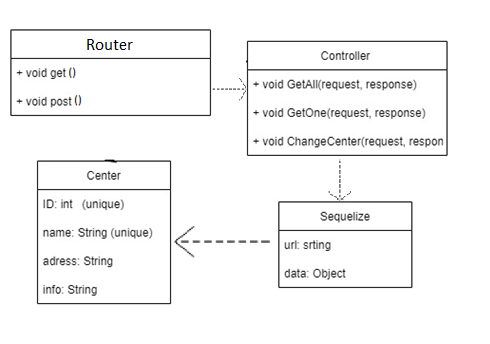 Router
+ void get ()
+ void post ()
Controller
+ void GetAll(request, response)
+ void GetOne(request, response)
+ void ChangeCenter(request, respon
Center
ID: int (unique)
name: String (unique)
adress: String
info: String
Sequelize
url: srting
data: Object